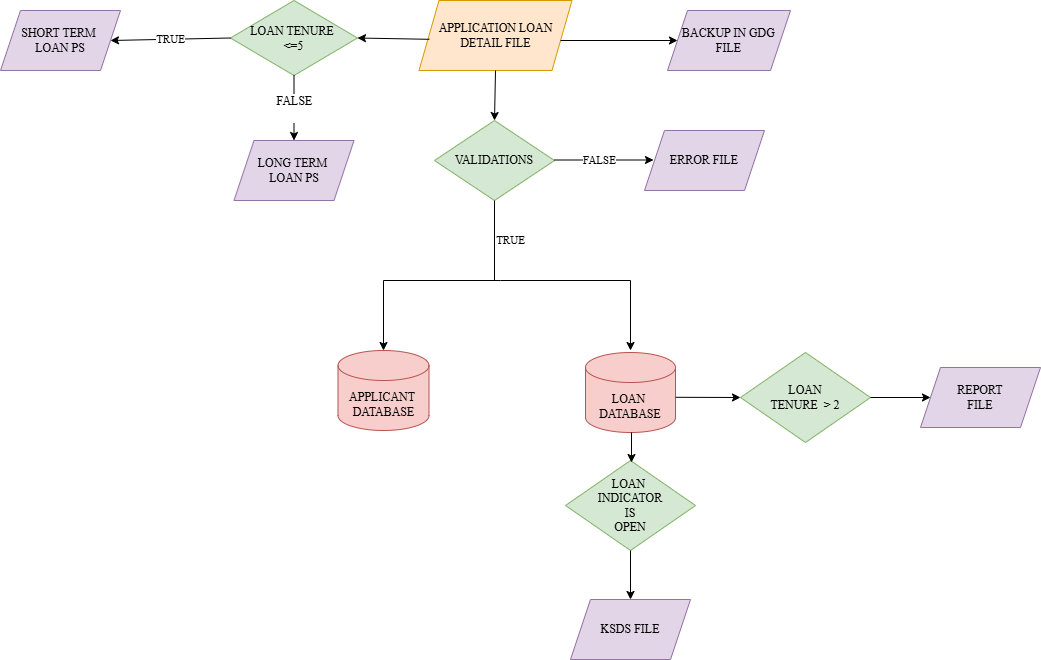 SHORT TERM
LOAN PS
TRUE
LOAN TENURE
<=5
APPLICATION LOAN
DETAIL FILE
BACKUP IN GDG
FILE
FALSE
LONG TERM
LOAN PS
VALIDATIONS
FALSE
ERROR FILE
TRUE
APPLICANT
DATABASE
LOAN
DATABASE
LOAN
TENURE > 2
REPORT
FILE
LOAN
INDICATOR
IS
OPEN
KSDS FILE